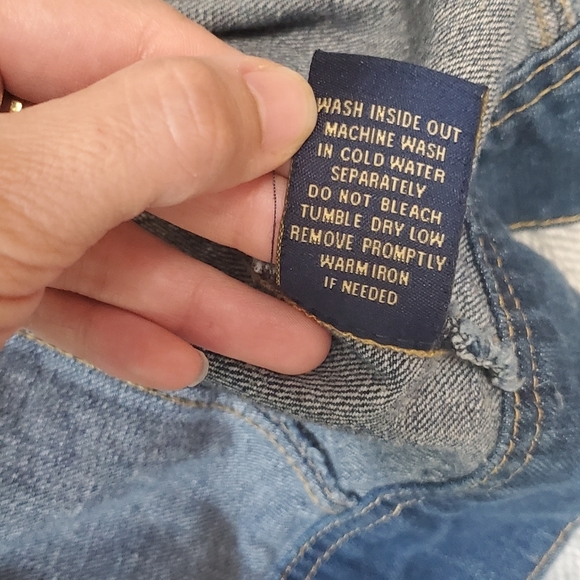 WASH INSIDE OUT
MACHINE WASH
IN COLD WATER
SEPARATELY
DO NOT BLEACH
TUMBLE DRY LOW
REMOVE PROMPTLY
WARM IRON
IF NEEDED